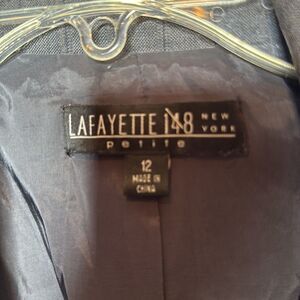 LAFAYETTE 148 NEW YORK
petite
12
MADE IN
CHINA